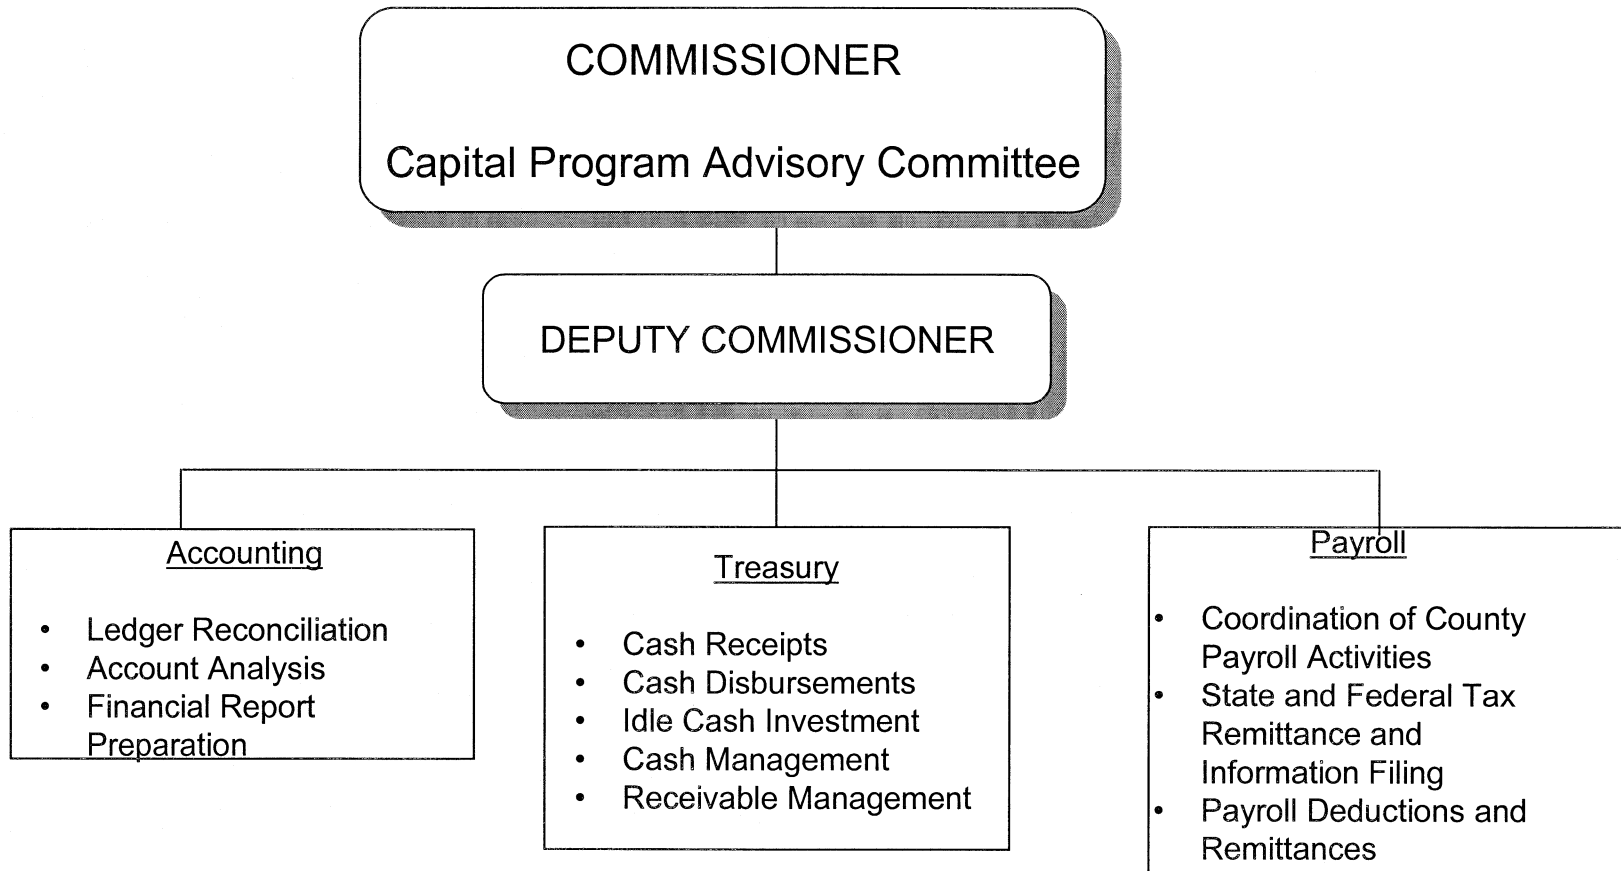 COMMISSIONER
Capital Program Advisory Committee
DEPUTY COMMISSIONER
Accounting
• Ledger Reconciliation
• Account Analysis
• Financial Report
Preparation
Treasury
• Cash Receipts
• Cash Disbursements
• Idle Cash Investment
• Cash Management
• Receivable Management
Payroll
• Coordination of County
Payroll Activities
• State and Federal Tax
Remittance and
Information Filing
• Payroll Deductions and
Remittances